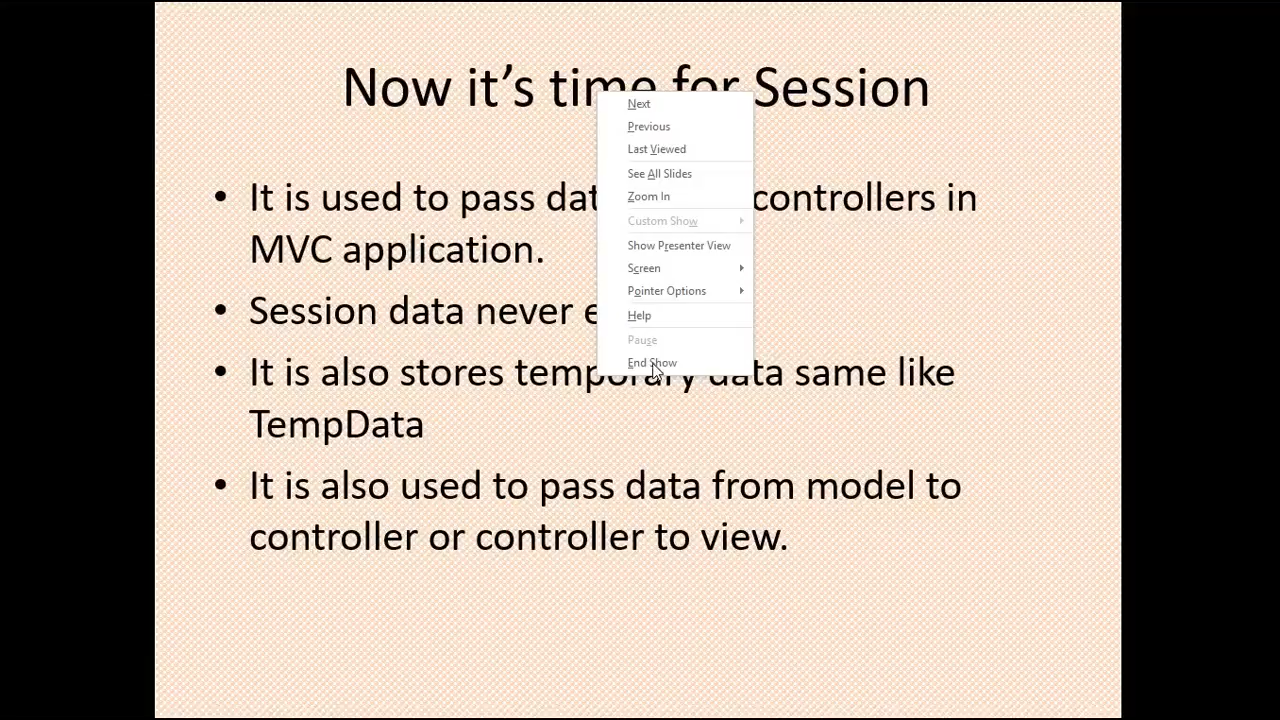 Now it's time for Session
• It is used to pass controllers in
MVC application.
• Session data never
• It is also stores temporary data same like
TempData
• It is also used to pass data from model to
controller or controller to view.
Next
Previous
Last Viewed
See All Slides
Zoom In
Custom Show
Show Presenter View
Screen
Pointer Options
Help
Pause
End Show